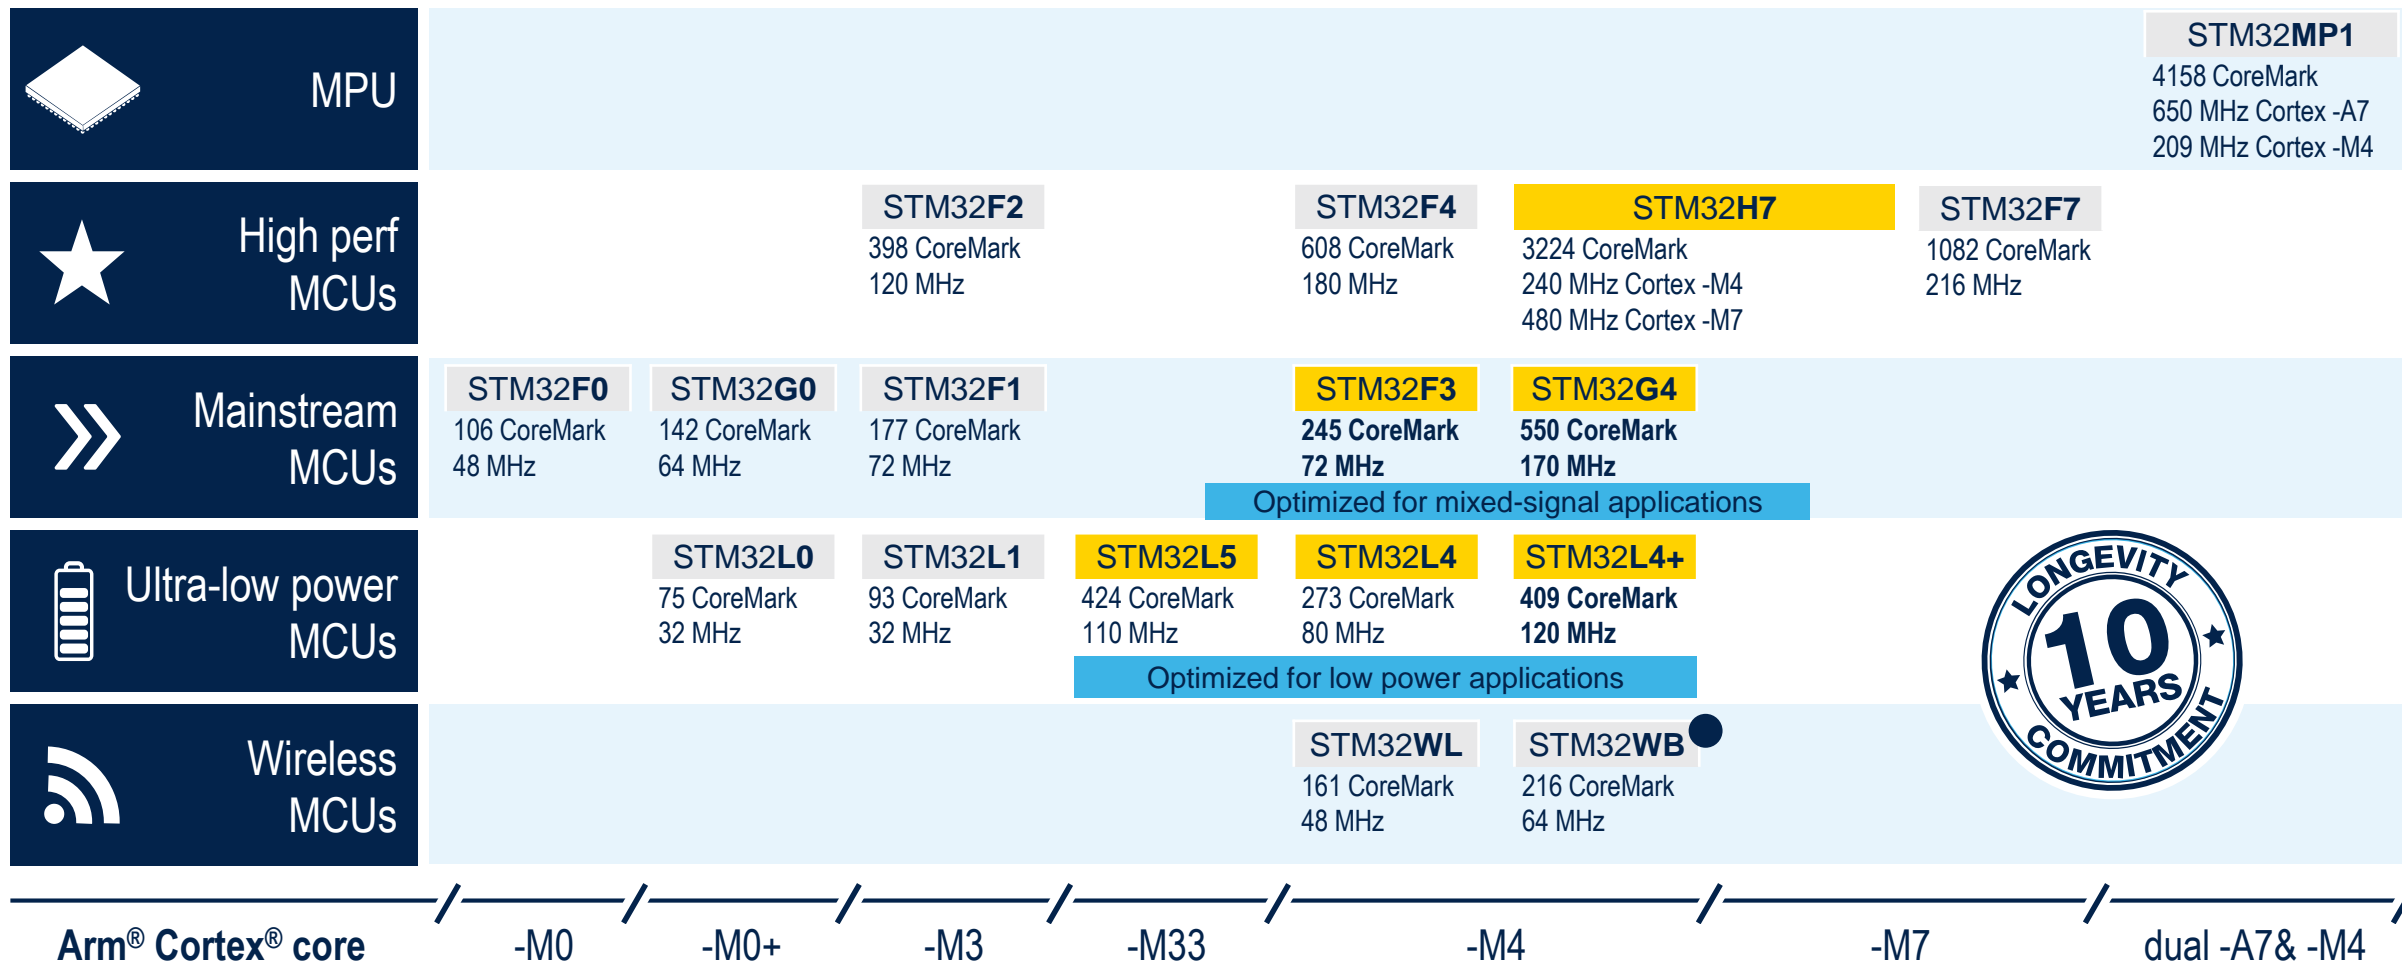 MPU
STM32MP1
4158 CoreMark
650 MHz Cortex -A7
209 MHz Cortex -M4
High perf
MCUs
STM32F2
398 CoreMark
120 MHz
STM32F4
608 CoreMark
180 MHz
STM32H7
3224 CoreMark
240 MHz Cortex -M4
480 MHz Cortex -M7
STM32F7
1082 CoreMark
216 MHz
Mainstream
MCUs
STM32F0
106 CoreMark
48 MHz
STM32G0
142 CoreMark
64 MHz
STM32F1
177 CoreMark
72 MHz
STM32F3
245 CoreMark
72 MHz
STM32G4
550 CoreMark
170 MHz
Optimized for mixed-signal applications
Ultra-low power
MCUs
STM32L0
75 CoreMark
32 MHz
STM32L1
93 CoreMark
32 MHz
STM32L5
424 CoreMark
110 MHz
STM32L4
273 CoreMark
80 MHz
STM32L4+
409 CoreMark
120 MHz
Optimized for low power applications
LONGEVITY
10
YEARS
COMMITMENT
Wireless
MCUs
STM32WL
161 CoreMark
48 MHz
STM32WB
216 CoreMark
64 MHz
Arm® Cortex® core
-M0
-M0+
-M3
-M33
-M4
-M7
dual -A7& -M4